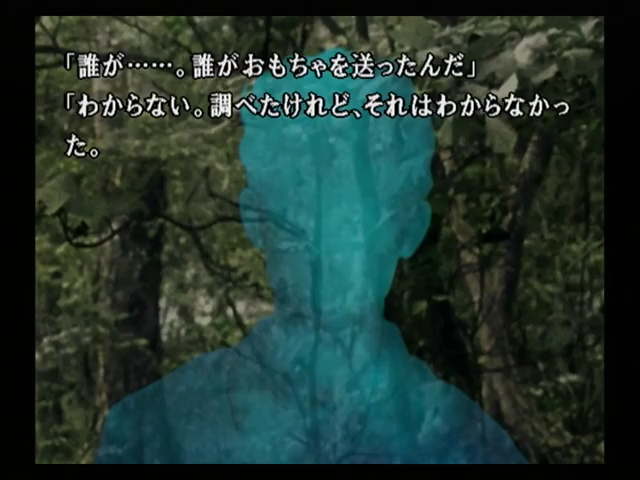 「誰が……。誰がおもちゃを送ったんだ」
「わからない。調べたけれど、それはわからなかっ
た。